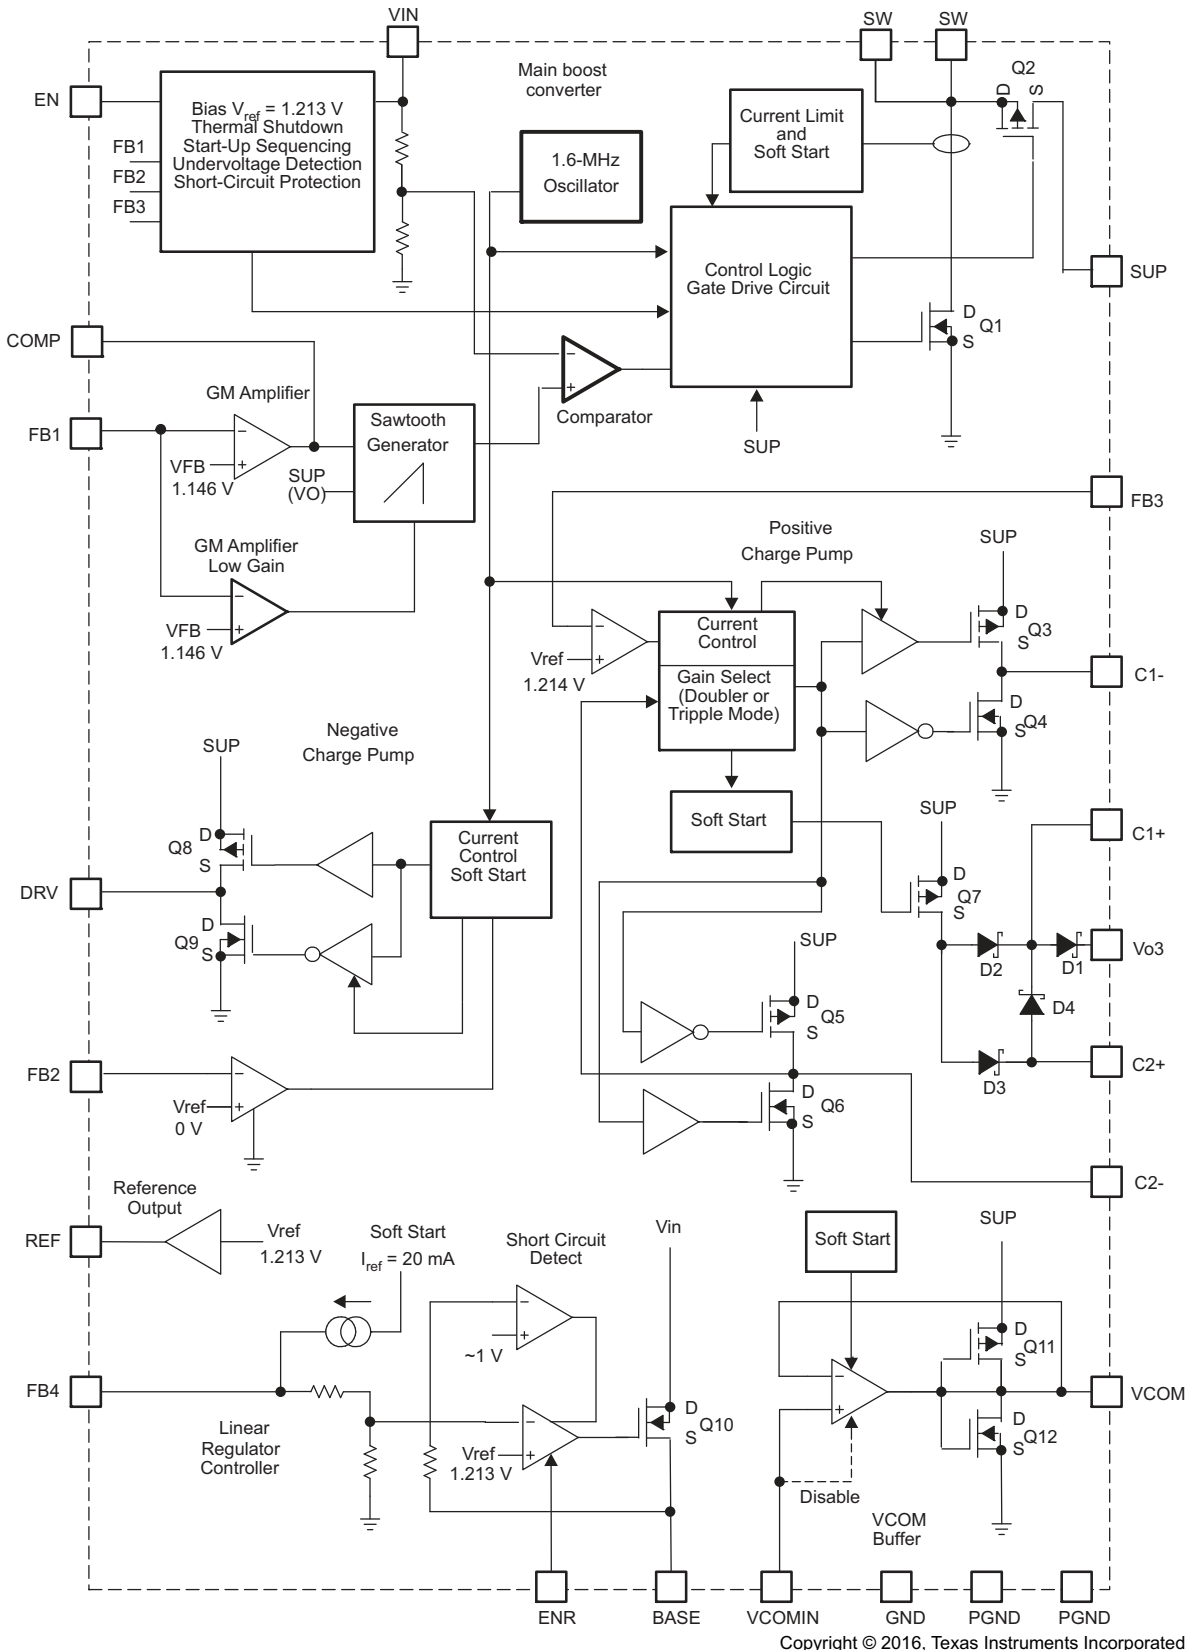 VIN
SW
SW
Q2
D
S
Main boost
converter
EN
Bias Vref = 1.213 V
Thermal Shutdown
Start-Up Sequencing
Undervoltage Detection
Short-Circuit Protection
FB1
FB2
FB3
1.6-MHz
Oscillator
Current Limit
and
Soft Start
Control Logic
Gate Drive Circuit
SUP
D
Q1
S
COMP
GM Amplifier
FB1
−
+
VFB
1.146 V
Sawtooth
Generator
SUP
(VO)
−
+
Comparator
SUP
FB3
GM Amplifier
Low Gain
−
+
VFB
1.146 V
Positive
Charge Pump
SUP
D
Q3
S
−
+
Vref
1.214 V
Current
Control
Gain Select
(Doubler or
Tripple Mode)
C1-
D
Q4
S
Negative
Charge Pump
SUP
D
Q8
S
Current
Control
Soft Start
Soft Start
SUP
C1+
D
Q7
S
DRV
D
Q9
S
SUP
D2
D1
Vo3
D
Q5
S
D4
FB2
−
+
Vref
0 V
D3
C2+
D
Q6
S
C2-
Reference
Output
REF
Vref
1.213 V
Soft Start
Iref = 20 mA
Short Circuit
Detect
Vin
Soft Start
SUP
−
+
~1 V
D
Q11
S
FB4
Linear
Regulator
Controller
−
+
Vref
1.213 V
D
Q10
S
−
+
VCOM
D
Q12
S
Disable
VCOM
Buffer
ENR
BASE
VCOMIN
GND
PGND
PGND
Copyright © 2016, Texas Instruments Incorporated